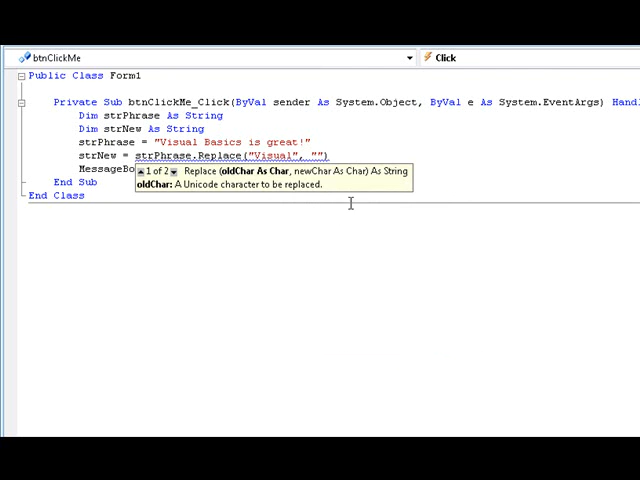 btnClickMe Click
Public Class Form1
Private Sub btnClickMe_Click(ByVal sender As System.Object, ByVal e As System.EventArgs) Handl
Dim strPhrase As String
Dim strNew As String
strPhrase = "Visual Basics is great!"
strNew = strPhrase.Replace("Visual", "")
MessageBo
1 of 2 Replace (oldChar As Char, newChar As Char) As String
oldChar: A Unicode character to be replaced.
End Sub
End Class